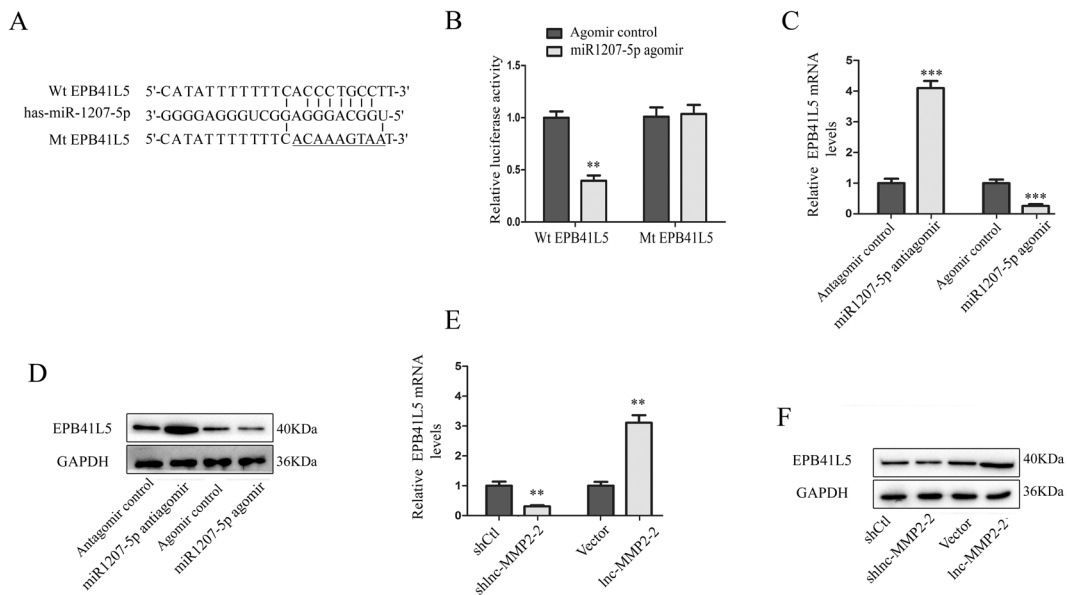 A
Wt EPB41L5 5'-CATATTTTTTTCACCCTGCCTT-3'
has-miR-1207-5p 3'-GGGGAGGGUCGGAGGGACGGU-5'
Mt EPB41L5 5'-CATATTTTTTTCACAAAGTAAT-3'
B
Agomir control
miR1207-5p agomir
Relative luciferase activity
1.5
1.0
0.5
0.0
**
Wt EPB41L5
Mt EPB41L5
C
Relative EPB41L5 mRNA
levels
5
4
3
2
1
0
***
***
Antagomir control
miR1207-5p antiagomir
Agomir control
miR1207-5p agomir
D
EPB41L5 40KDa
GAPDH 36KDa
Antagomir control
miR1207-5p antiagomir
Agomir control
miR1207-5p agomir
E
Relative EPB41L5 mRNA
levels
5
4
3
2
1
0
**
**
shCtl
shlnc-MMP2-2
Vector
lnc-MMP2-2
F
EPB41L5 40KDa
GAPDH 36KDa
shCtl
shlnc-MMP2-2
Vector
lnc-MMP2-2